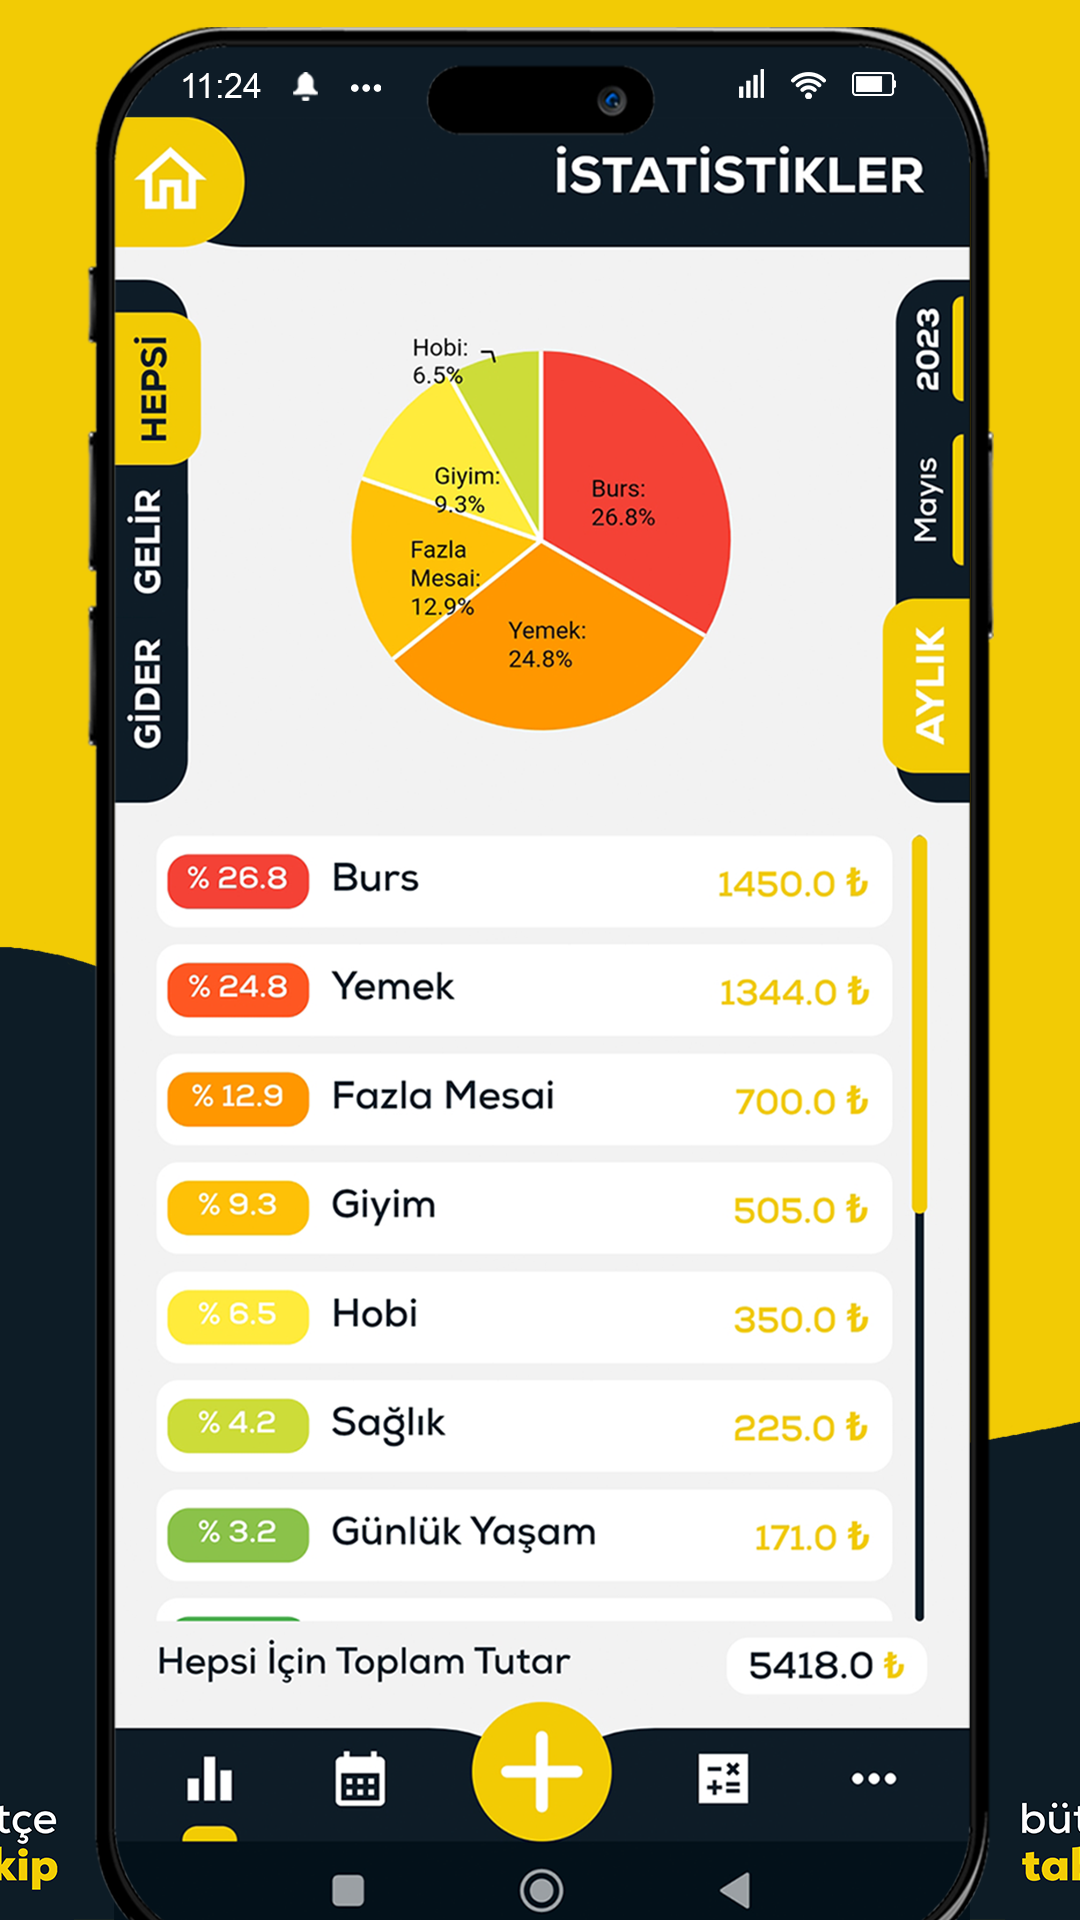 11:24
İSTATİSTİKLER
HEPSİ
GELİR
GİDER
2023
Mayıs
AYLIK
Hobi:
6.5%
Giyim:
9.3%
Burs:
26.8%
Fazla
Mesai:
12.9%
Yemek:
24.8%
% 26.8 Burs 1450.0 ₺
% 24.8 Yemek 1344.0 ₺
% 12.9 Fazla Mesai 700.0 ₺
% 9.3 Giyim 505.0 ₺
% 6.5 Hobi 350.0 ₺
% 4.2 Sağlık 225.0 ₺
% 3.2 Günlük Yaşam 171.0 ₺
Hepsi İçin Toplam Tutar 5418.0 ₺
tçe
kip
büt
tak